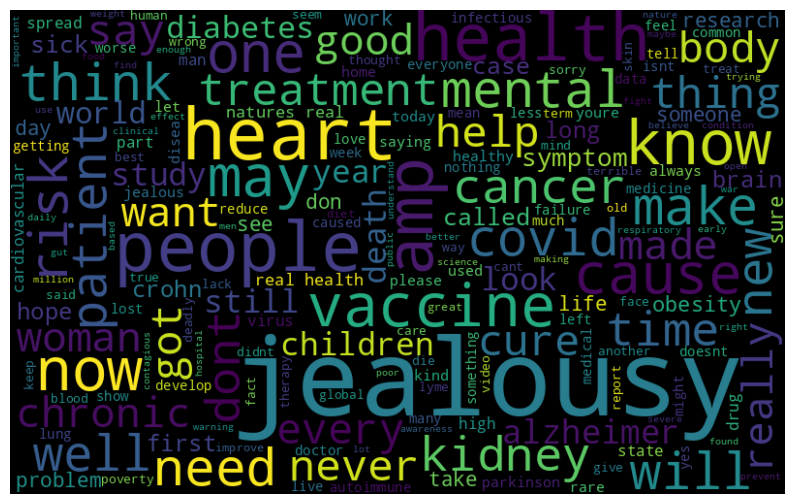 important
weight
human
infectious
seem
nature
maybe
spread
worse
enough
wrong
say
diabetes
work
good
health
feel
common
research
sick
food
find
man
thought
home
everyone
sorry
tell
isnt
treat
skin
body
think
one
treatment
mental
case
data
trying
thing
use
effect
world
let
natures real
today
less
term
youre
fight
believe
condition
someone
day
disease
clinical
part
love
saying
mean
mind
help
know
getting
best
week
nothing
healthy
symptom
long
always
terrible
open
war
medicine
brain
heart
risk
patient
study
jealous
may
year
understand
amp
cancer
failure
old
make
sure
cardiovascular
want
reduce
don
diet
men
called
much
respiratory
early
daily
based
caused
see
death
public
better
way
covid
made
new
gut
people
science
making
million
true
crohn
real health
please
used
cant
look
cause
said
lost
lack
deadly
still
great
life
face
right
obesity
hope
virus
vaccine
left
time
woman
got
children
care
cure
another
doesnt
now
didnt
die
something
video
medical
keep
contagious
hospital
develop
fact
therapy
poor
kind
lyme
report
jealousy
dont
chronic
blood
show
global
many
awareness
every
alzheimer
drug
might
severe
really
warning
well
first
improve
lung
doctor
lot
high
kidney
state
yes
found
need
never
take
parkinson
will
problem
poverty
live
autoimmune
rare
give
prevent